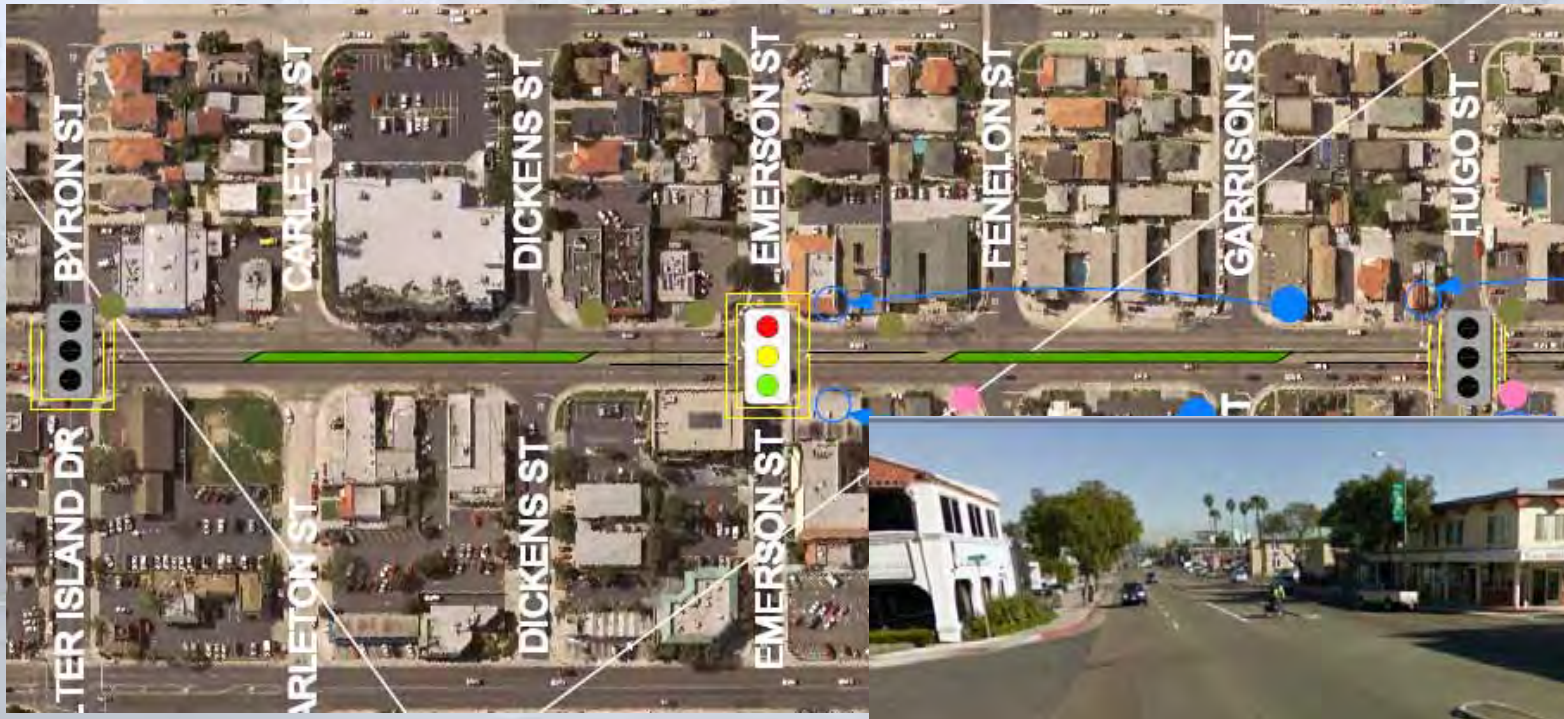 BYRON ST
CARLETON ST
DICKENS ST
EMERSON ST
FENELON ST
GARRISON ST
HUGO ST
LTER ISLAND DR
ARLETON ST
DICKENS ST
EMERSON ST
T